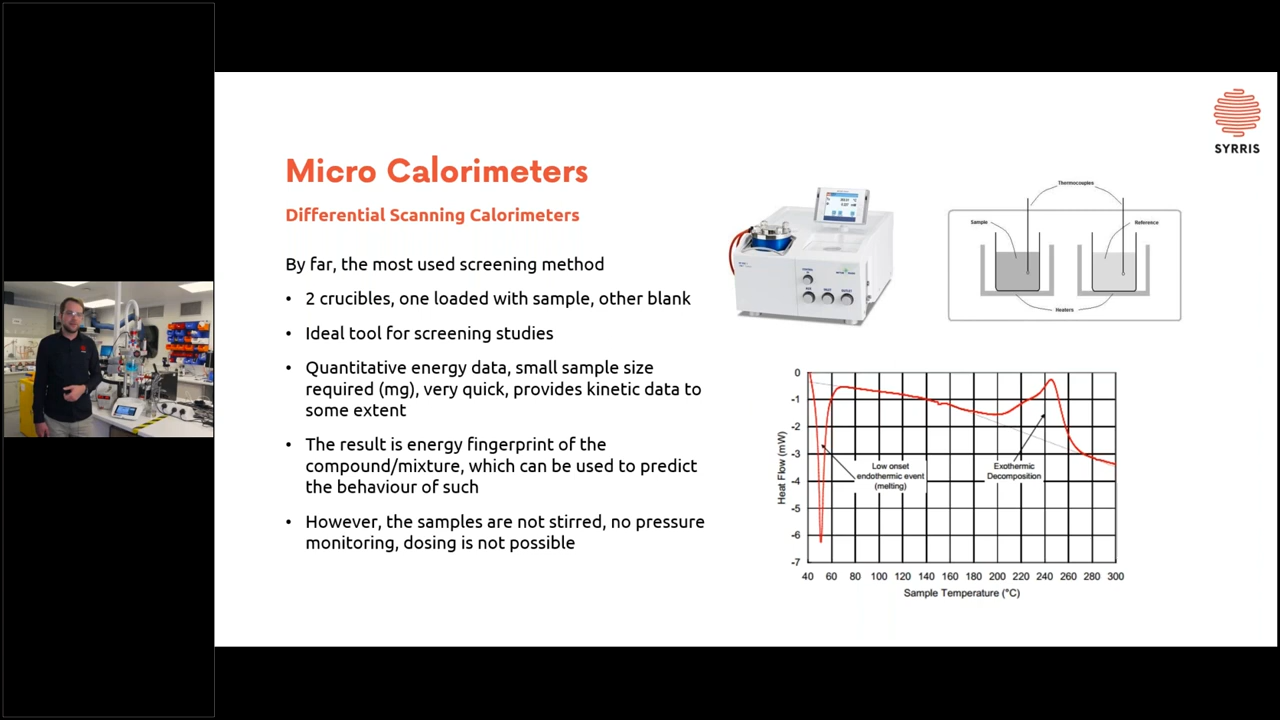 SYRRIS
Micro Calorimeters
Differential Scanning Calorimeters
By far, the most used screening method
• 2 crucibles, one loaded with sample, other blank
• Ideal tool for screening studies
• Quantitative energy data, small sample size
required (mg), very quick, provides kinetic data to
some extent
• The result is energy fingerprint of the
compound/mixture, which can be used to predict
the behaviour of such
• However, the samples are not stirred, no pressure
monitoring, dosing is not possible
Thermocouples
Sample
Reference
Heaters
0
-1
-2
-3
-4
-5
-6
-7
Heat Flow (mW)
Low onset
endothermic event
(melting)
Exothermic
Decomposition
40 60 80 100 120 140 160 180 200 220 240 260 280 300
Sample Temperature (°C)